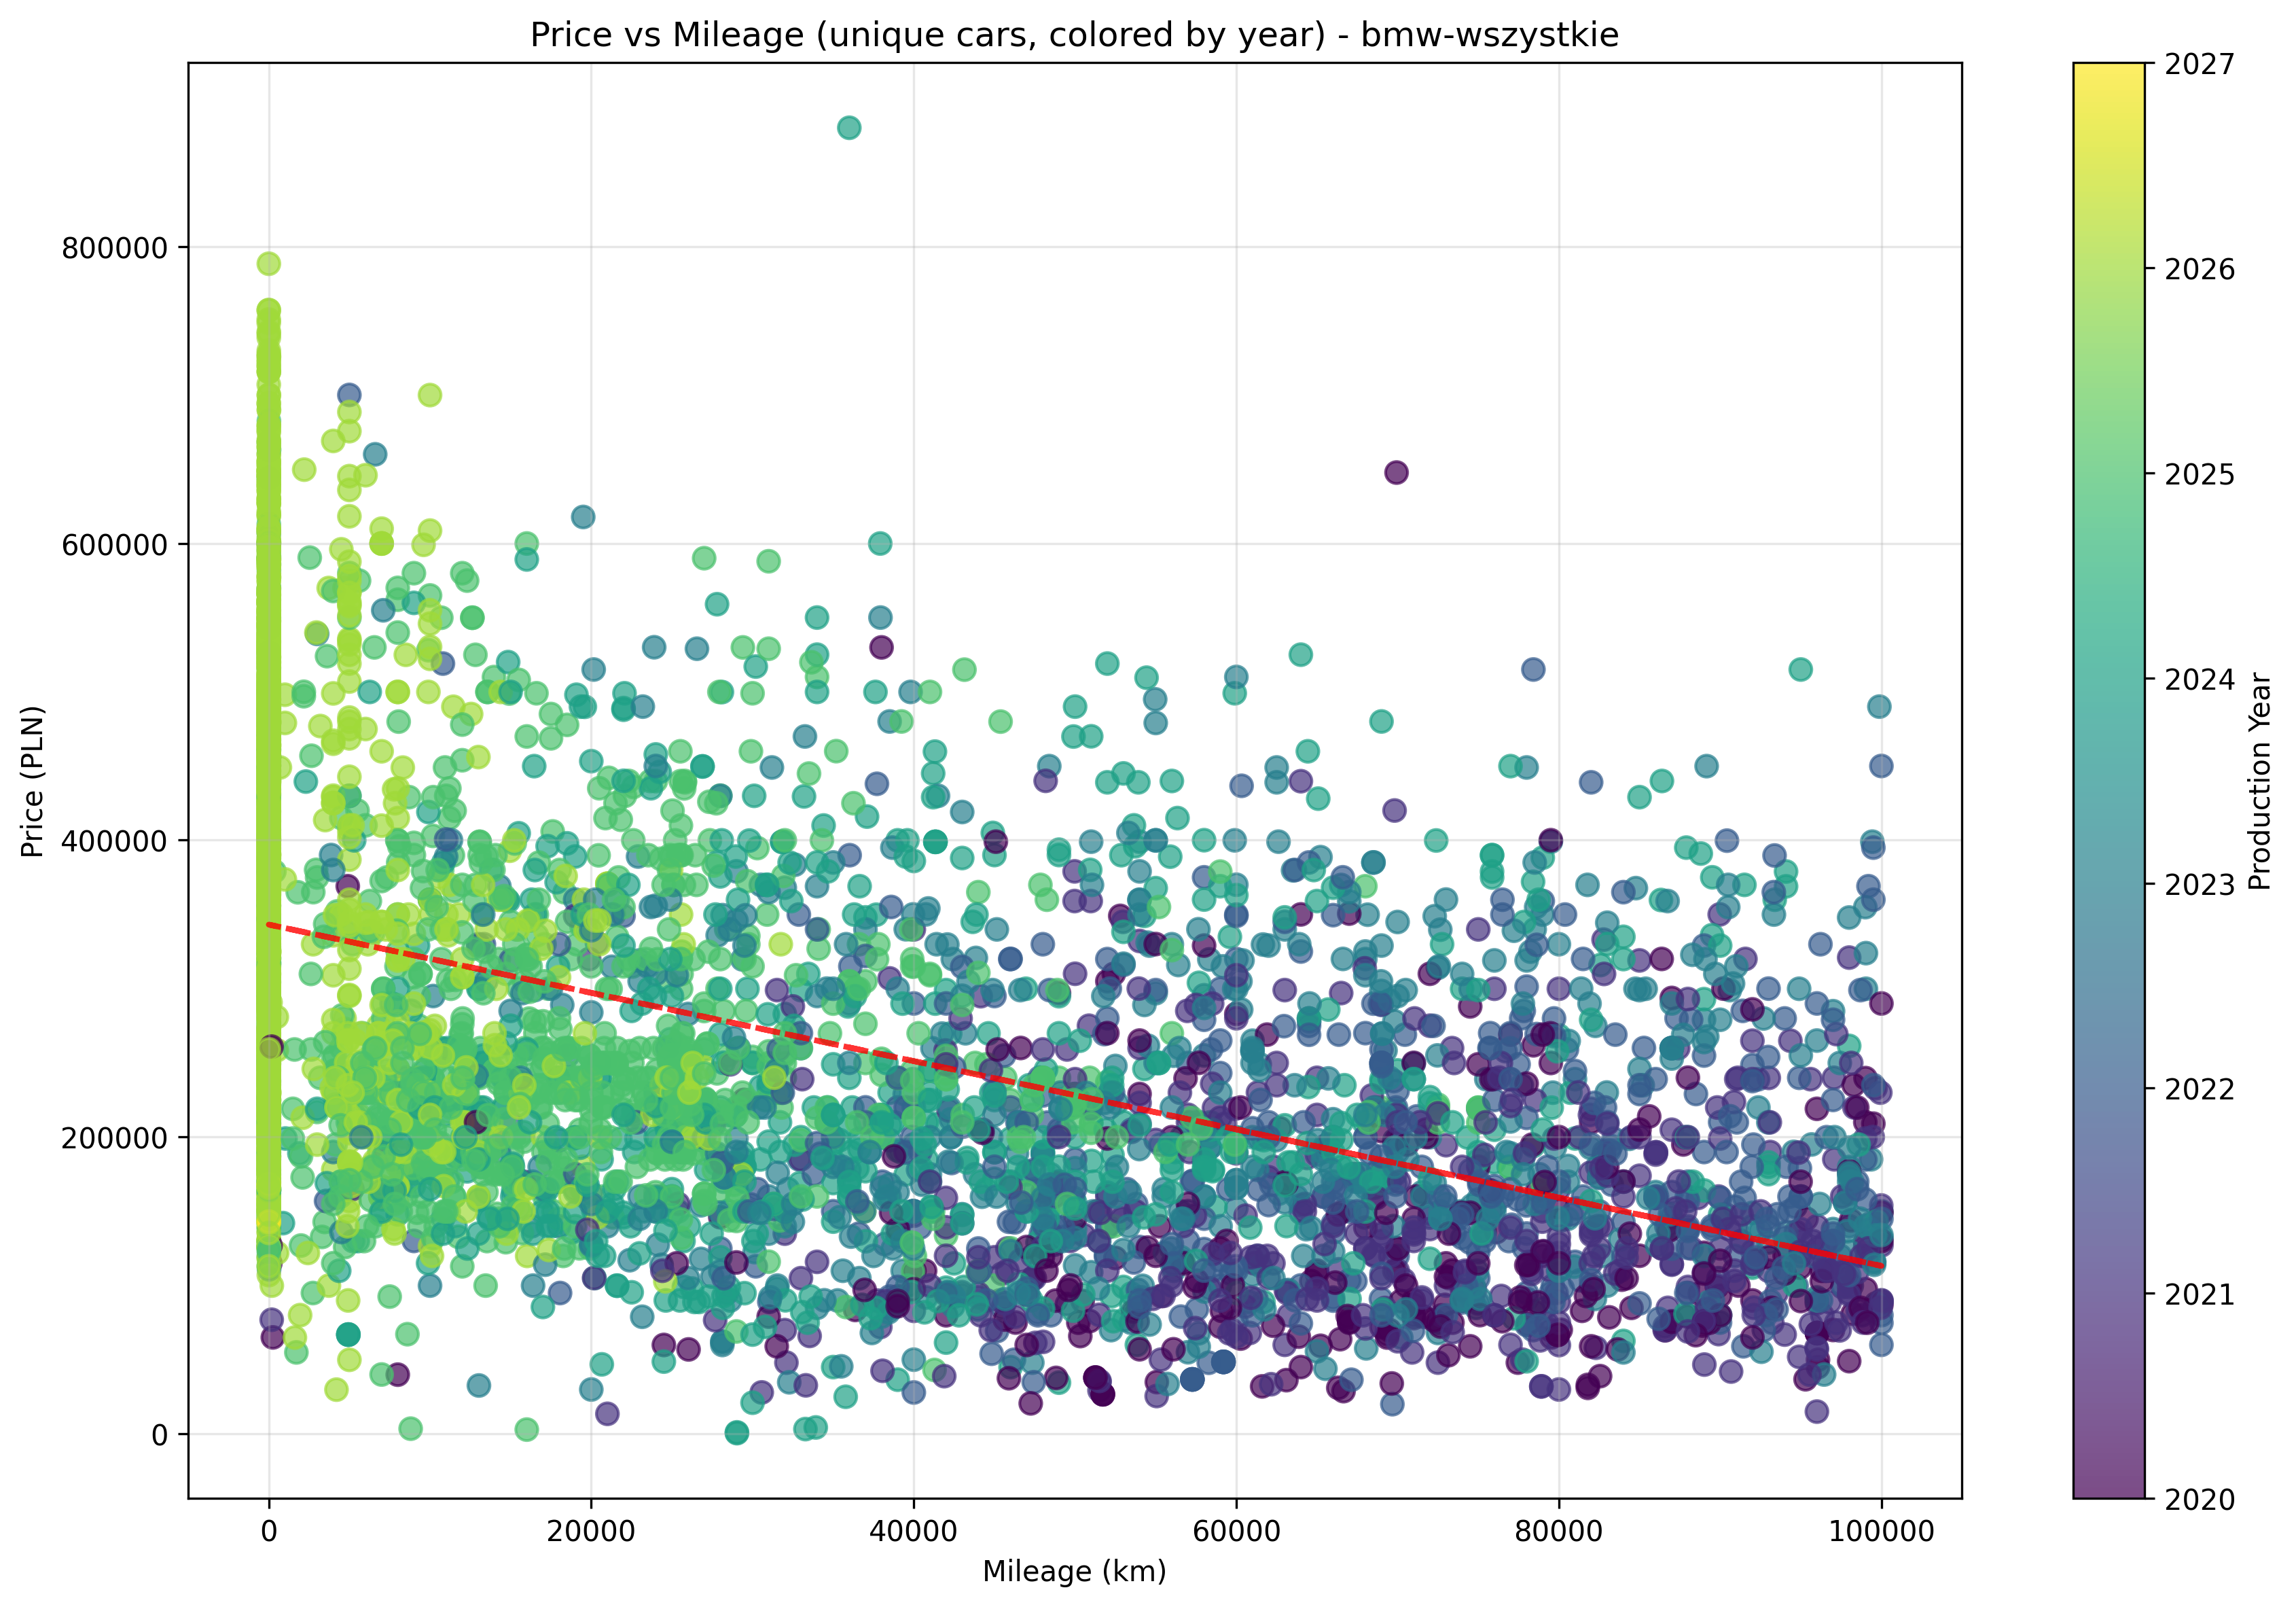 Price vs Mileage (unique cars, colored by year) - bmw-wszystkie
Price (PLN)
800000
600000
400000
200000
0
0 20000 40000 60000 80000 100000
Mileage (km)
2027
2026
2025
2024
2023
2022
2021
2020
Production Year